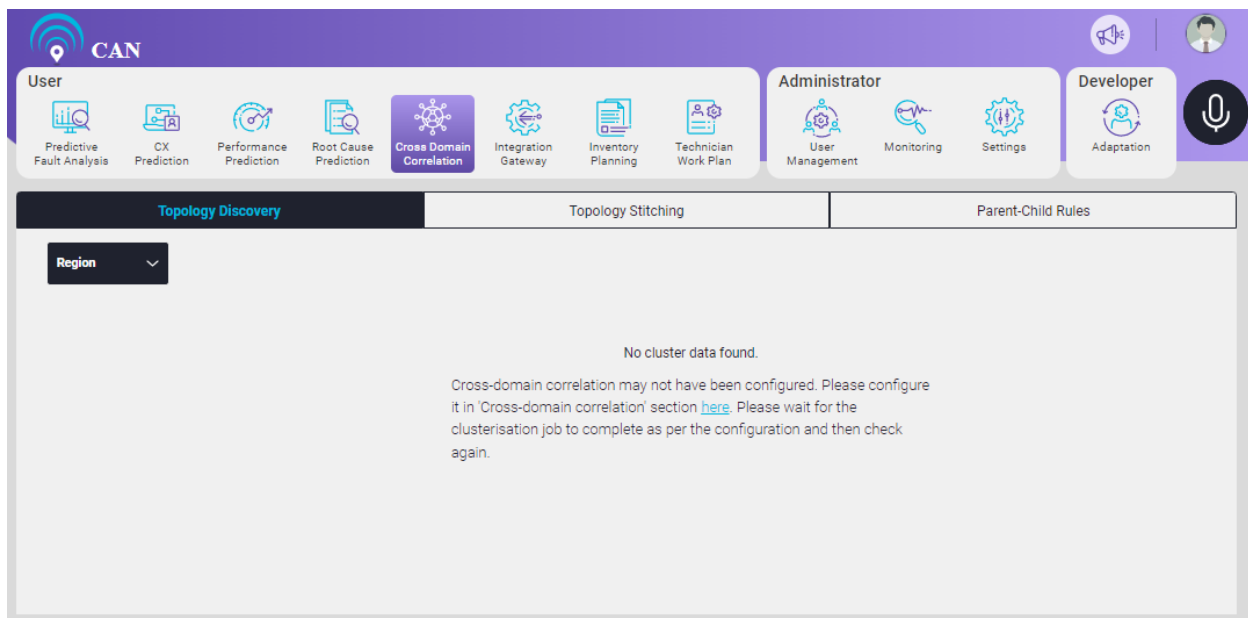 CAN
User
Administrator
Developer
Predictive
Fault Analysis
CX
Prediction
Performance
Prediction
Root Cause
Prediction
Cross Domain
Correlation
Integration
Gateway
Inventory
Planning
Technician
Work Plan
User
Management
Monitoring
Settings
Adaptation
Topology Discovery
Topology Stitching
Parent-Child Rules
Region
No cluster data found.
Cross-domain correlation may not have been configured. Please configure
it in 'Cross-domain correlation' section here. Please wait for the
clusterisation job to complete as per the configuration and then check
again.